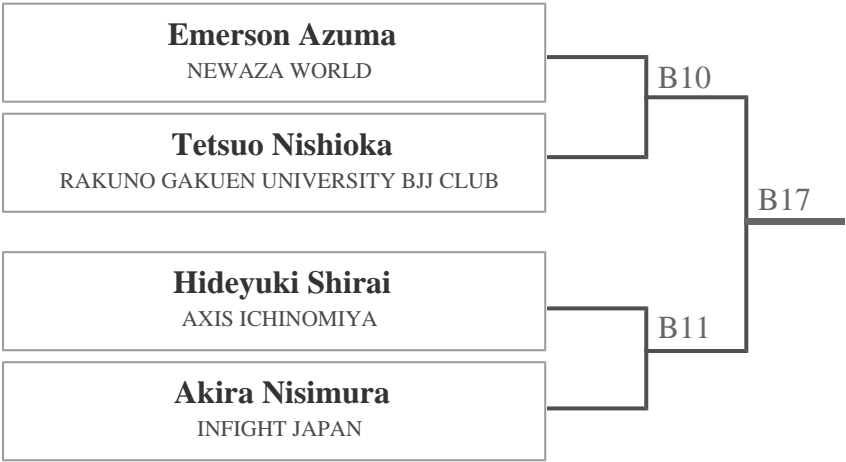 Emerson Azuma
NEWAZA WORLD
B10
Tetsuo Nishioka
RAKUNO GAKUEN UNIVERSITY BJJ CLUB
B17
Hideyuki Shirai
AXIS ICHINOMIYA
B11
Akira Nisimura
INFIGHT JAPAN